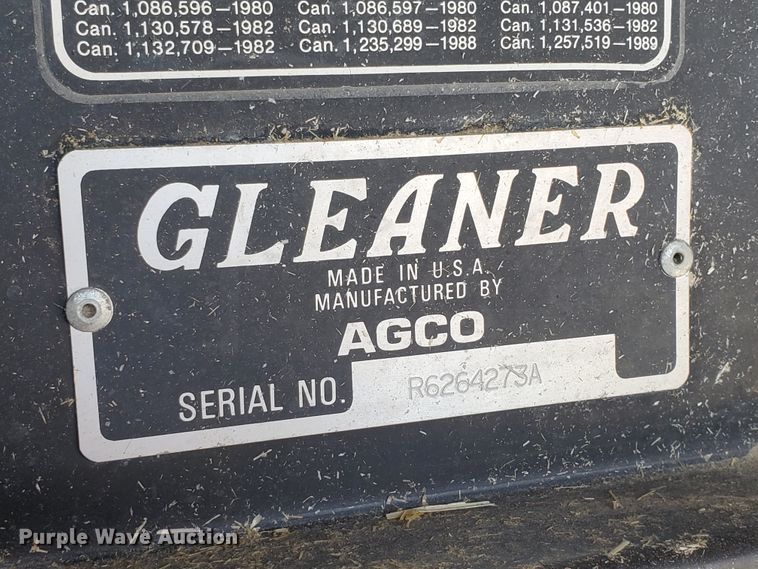 Can. 1,086,596—1980 Can. 1,086,597—1980 Can. 1,087,401—1980
Can. 1,130,578—1982 Can. 1,130,689—1982 Can. 1,131,536—1982
Can. 1,132,709—1982 Can. 1,235,299—1988 Can. 1,257,519—1989
GLEANER
MADE IN U.S.A.
MANUFACTURED BY
AGCO
SERIAL NO. R6264273A
Purple Wave Auction
purplewave.com